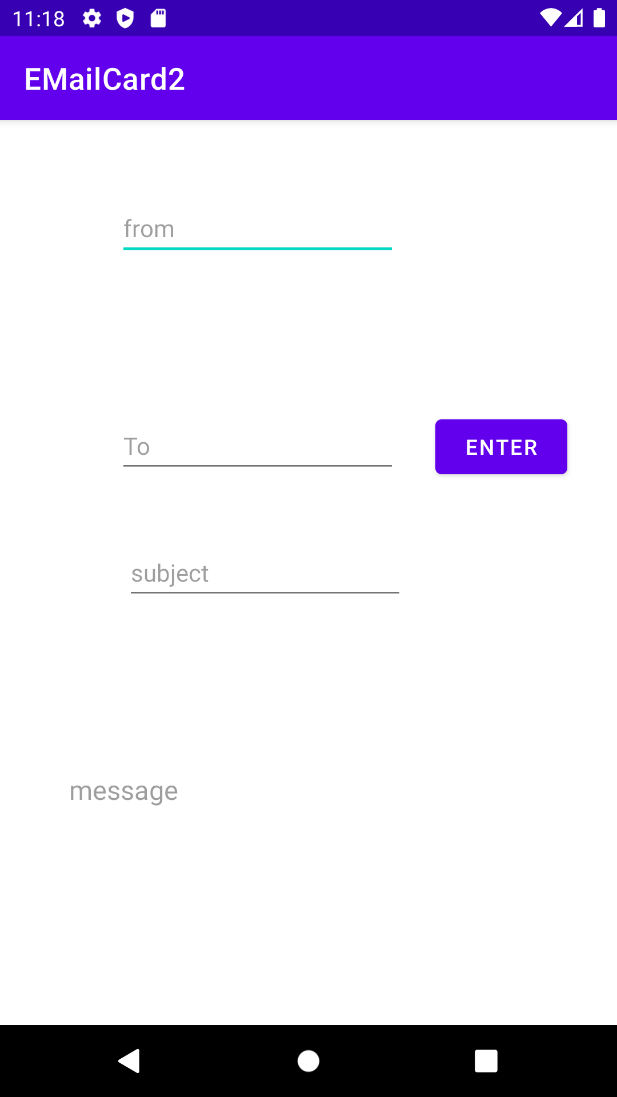 11:18
EMailCard2
from
To
ENTER
subject
message